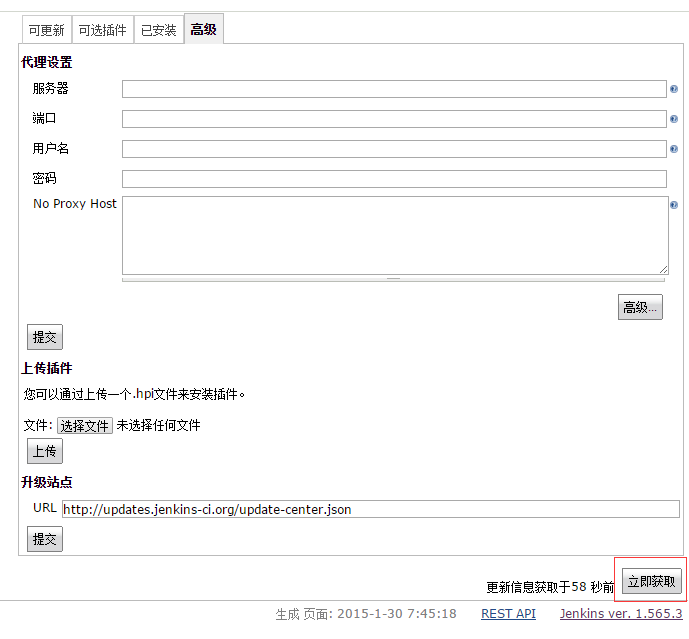 可更新 可选插件 已安装 高级
代理设置
服务器
端口
用户名
密码
No Proxy Host
高级...
提交
上传插件
您可以通过上传一个.hpi文件来安装插件。
文件: 选择文件 未选择任何文件
上传
升级站点
URL http://updates.jenkins-ci.org/update-center.json
提交
更新信息获取于58 秒前 立即获取
生成 页面: 2015-1-30 7:45:18 REST API Jenkins ver. 1.565.3